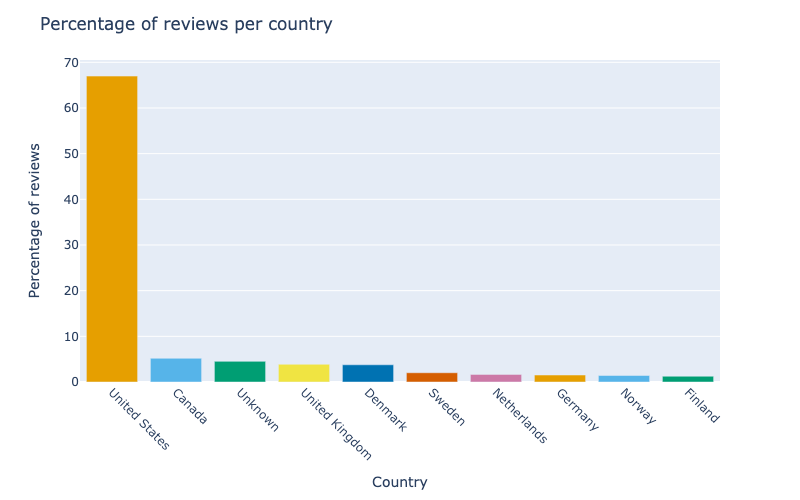 Percentage of reviews per country
Percentage of reviews
70
60
50
40
30
20
10
0
United States
Canada
Unknown
United Kingdom
Denmark
Sweden
Netherlands
Germany
Norway
Finland
Country